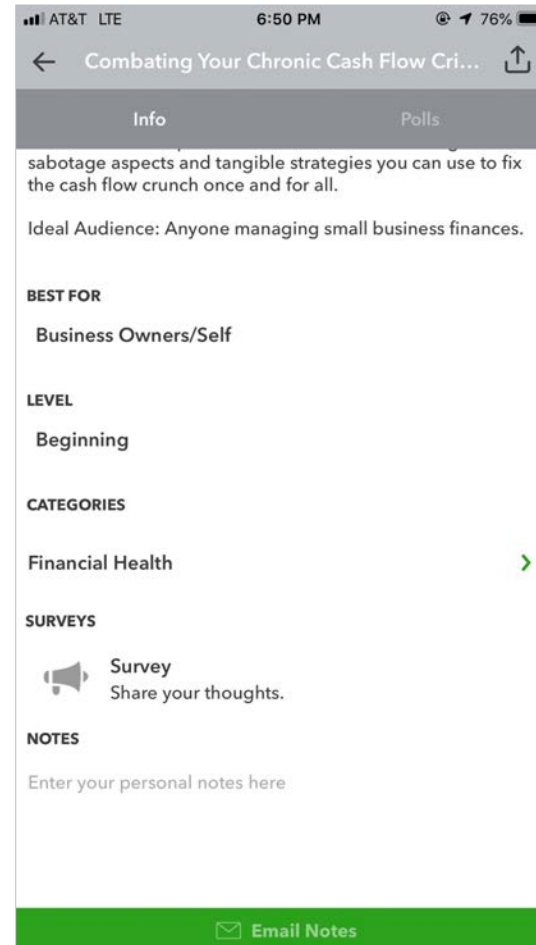 AT&T LTE 6:50 PM 76%
Combating Your Chronic Cash Flow Cri...
Info Polls
sabotage aspects and tangible strategies you can use to fix
the cash flow crunch once and for all.
Ideal Audience: Anyone managing small business finances.
BEST FOR
Business Owners/Self
LEVEL
Beginning
CATEGORIES
Financial Health
SURVEYS
Survey
Share your thoughts.
NOTES
Enter your personal notes here
Email Notes